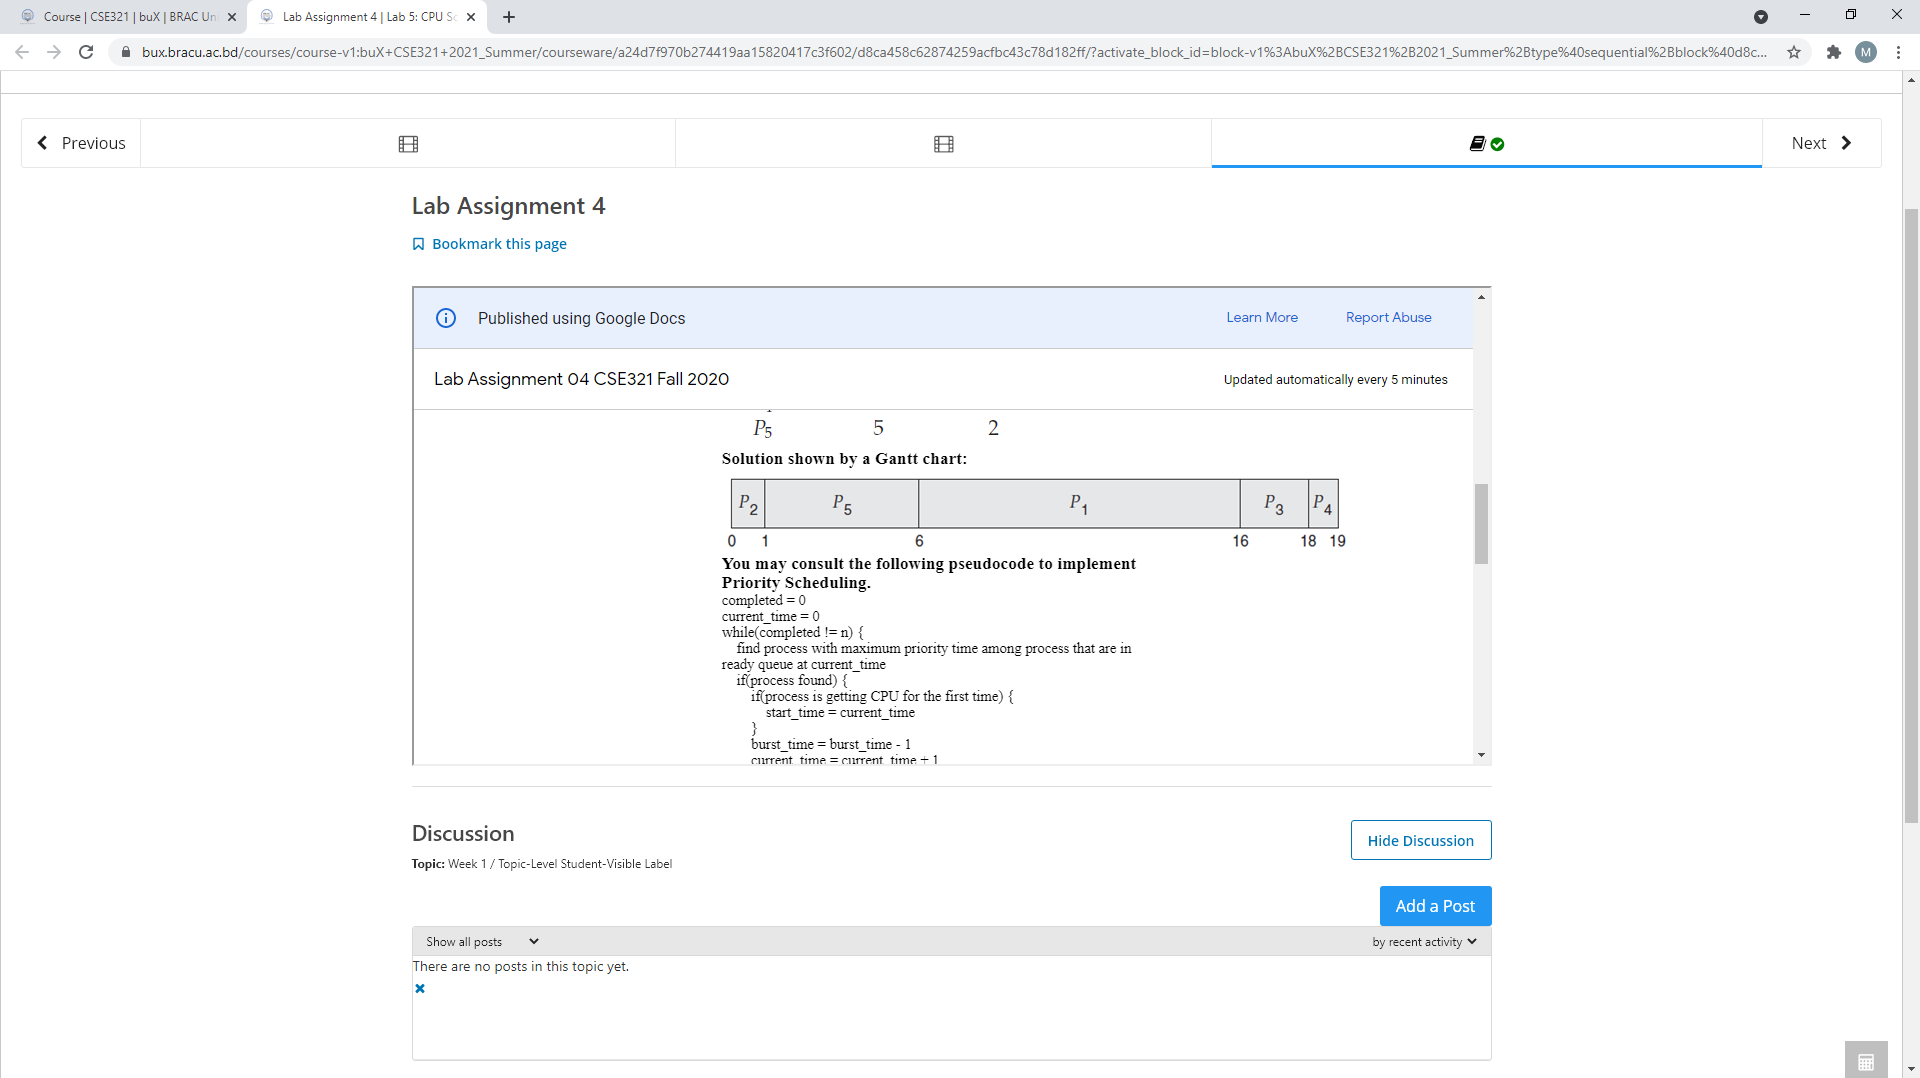 Course | CSE321 | buX | BRAC Un
Lab Assignment 4 | Lab 5: CPU Sc
bux.bracu.ac.bd/courses/course-v1:buX+CSE321+2021_Summer/courseware/a24d7f970b274419aa15820417c3f602/d8ca458c62874259acfbc43c78d182ff/?activate_block_id=block-v1%3AbuX%2BCSE321%2B2021_Summer%2Btype%40sequential%2Bblock%40d8c...
M
Previous
Next
Lab Assignment 4
Bookmark this page
Published using Google Docs
Learn More
Report Abuse
Lab Assignment 04 CSE321 Fall 2020
Updated automatically every 5 minutes
P5 5 2
Solution shown by a Gantt chart:
P2 P5 P1 P3 P4
0 1 6 16 18 19
You may consult the following pseudocode to implement
Priority Scheduling.
completed = 0
current_time = 0
while(completed != n) {
find process with maximum priority time among process that are in
ready queue at current_time
if(process found) {
if(process is getting CPU for the first time) {
start_time = current_time
}
burst_time = burst_time - 1
current_time = current_time + 1
Discussion
Hide Discussion
Topic: Week 1 / Topic-Level Student-Visible Label
Add a Post
Show all posts
by recent activity
There are no posts in this topic yet.